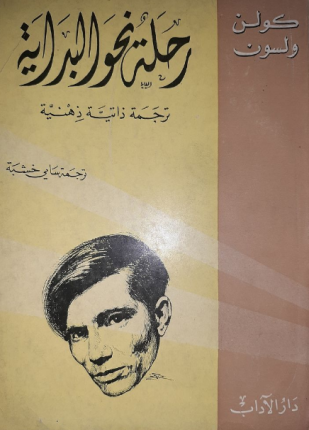 كولن
ولسون
رحلة نحو البداية
ترجمة ذاتية ذهنية
ترجمة سامي خشبة
دار الآداب